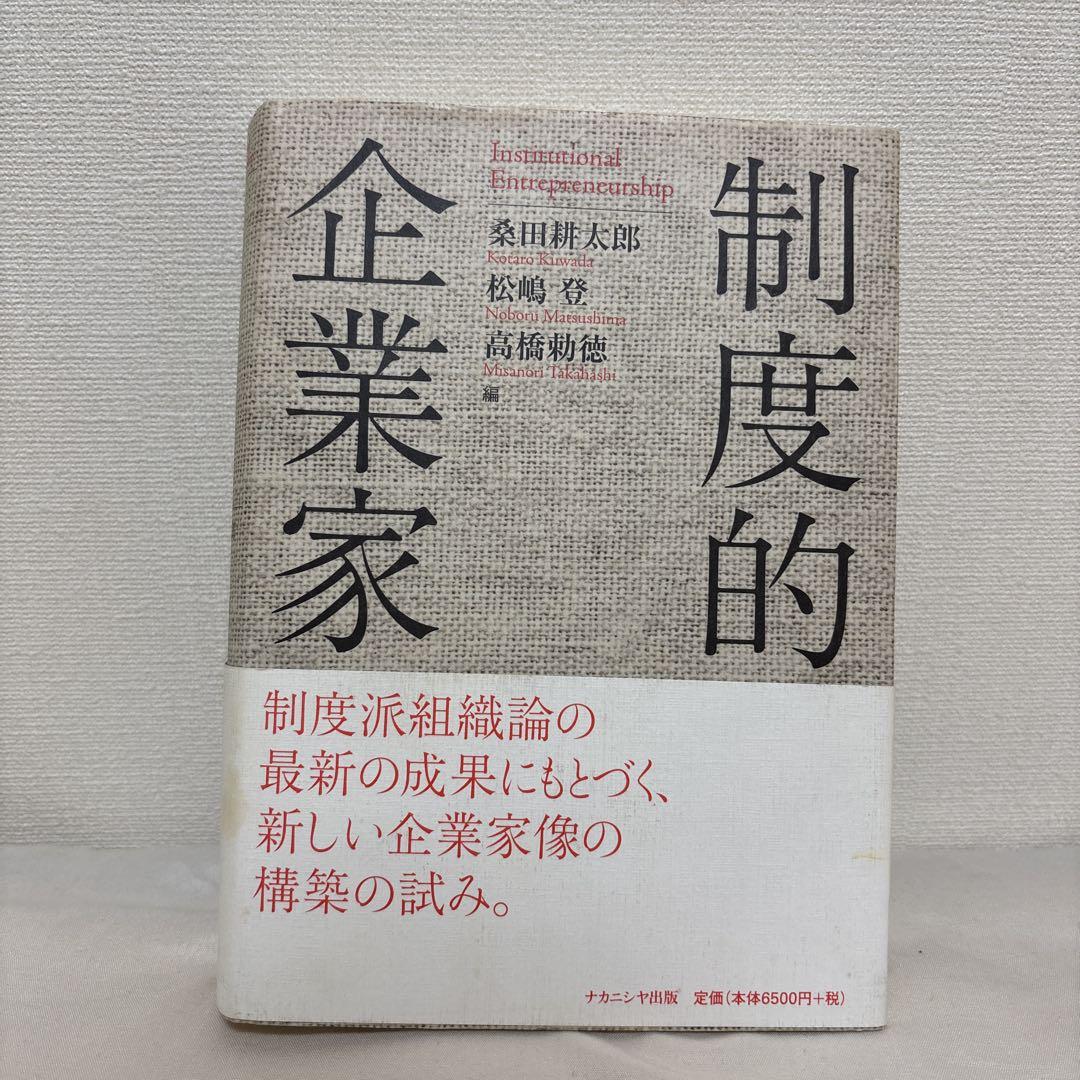 制度的
企業家
Institutional
Entrepreneurship
桑田耕太郎
Kotaro Kuwada
松嶋 登
Noboru Matsushima
高橋勅徳
Misanori Takahashi
編
制度派組織論の
最新の成果にもとづく、
新しい企業家像の
構築の試み。
ナカニシヤ出版 定価(本体6500円+税)